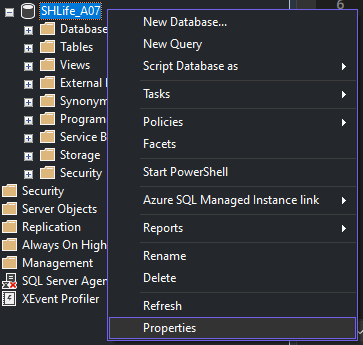 SHLife_A07
Database
Tables
Views
External
Synonym
Program
Service B
Storage
Security
Security
Server Objects
Replication
Always On High
Management
SQL Server Agen
XEvent Profiler
New Database...
New Query
Script Database as
Tasks
Policies
Facets
Start PowerShell
Azure SQL Managed Instance link
Reports
Rename
Delete
Refresh
Properties
6